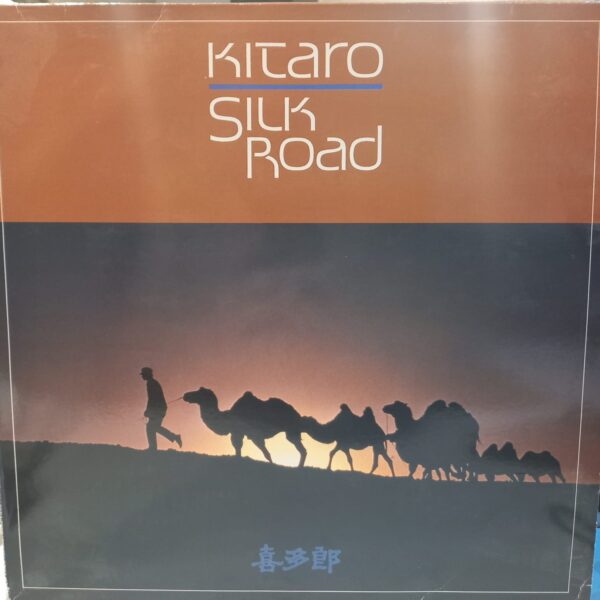 Kitaro
Silk
Road
喜多郎